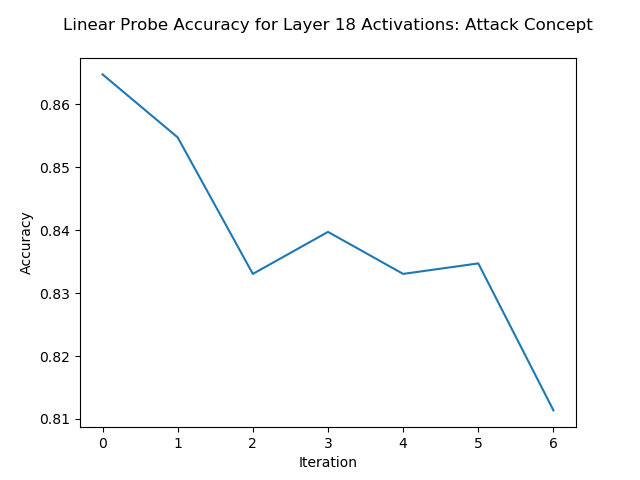 Linear Probe Accuracy for Layer 18 Activations: Attack Concept
0.86
0.85
0.84
0.83
0.82
0.81
Accuracy
0 1 2 3 4 5 6
Iteration